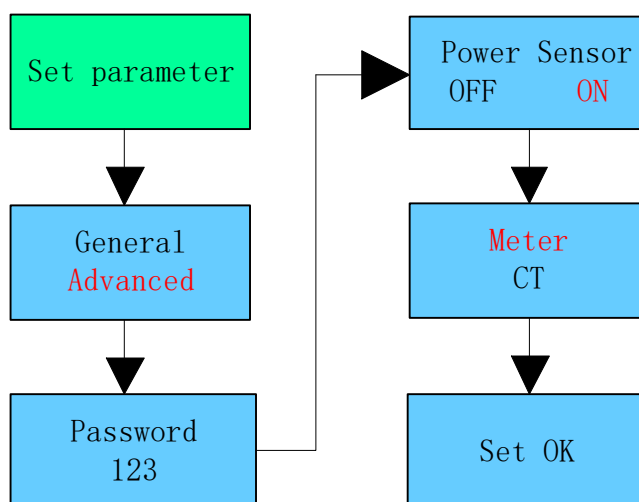 Set parameter
General
Advanced
Password
123
Power Sensor
OFF ON
Meter
CT
Set OK